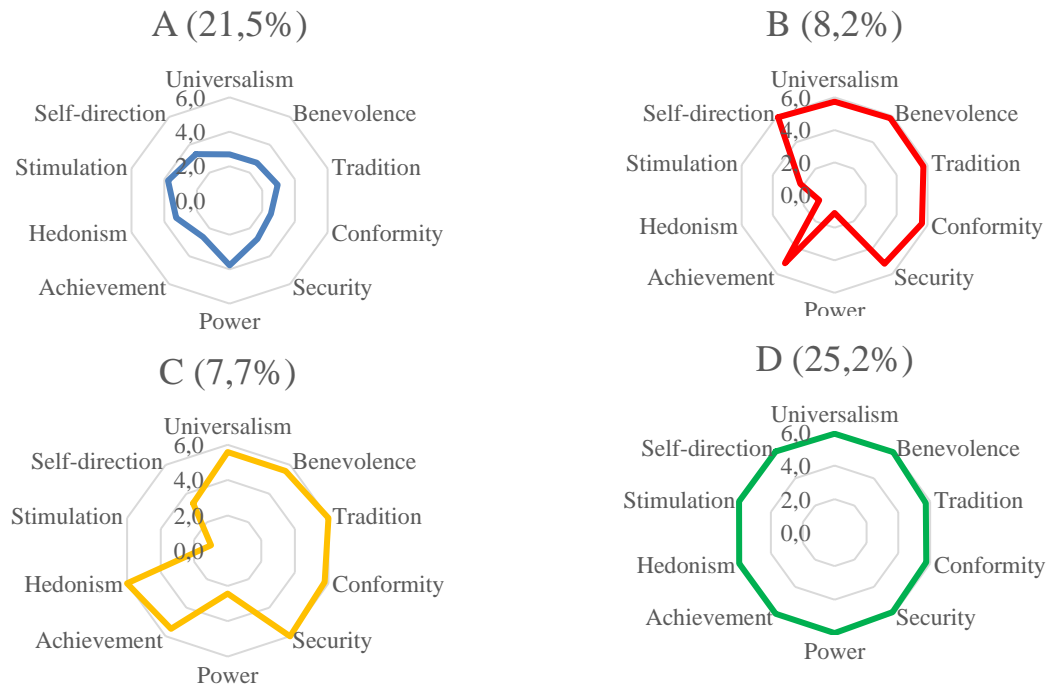 A (21,5%)
Universalism
6,0
Self-direction
Benevolence
4,0
Stimulation
2,0
Tradition
0,0
Hedonism
Conformity
Achievement
Security
Power
B (8,2%)
Universalism
6,0
Self-direction
Benevolence
4,0
Stimulation
2,0
Tradition
0,0
Hedonism
Conformity
Achievement
Security
Power
C (7,7%)
Universalism
6,0
Self-direction
Benevolence
4,0
Stimulation
2,0
Tradition
0,0
Hedonism
Conformity
Achievement
Security
Power
D (25,2%)
Universalism
6,0
Self-direction
Benevolence
4,0
Stimulation
2,0
Tradition
0,0
Hedonism
Conformity
Achievement
Security
Power